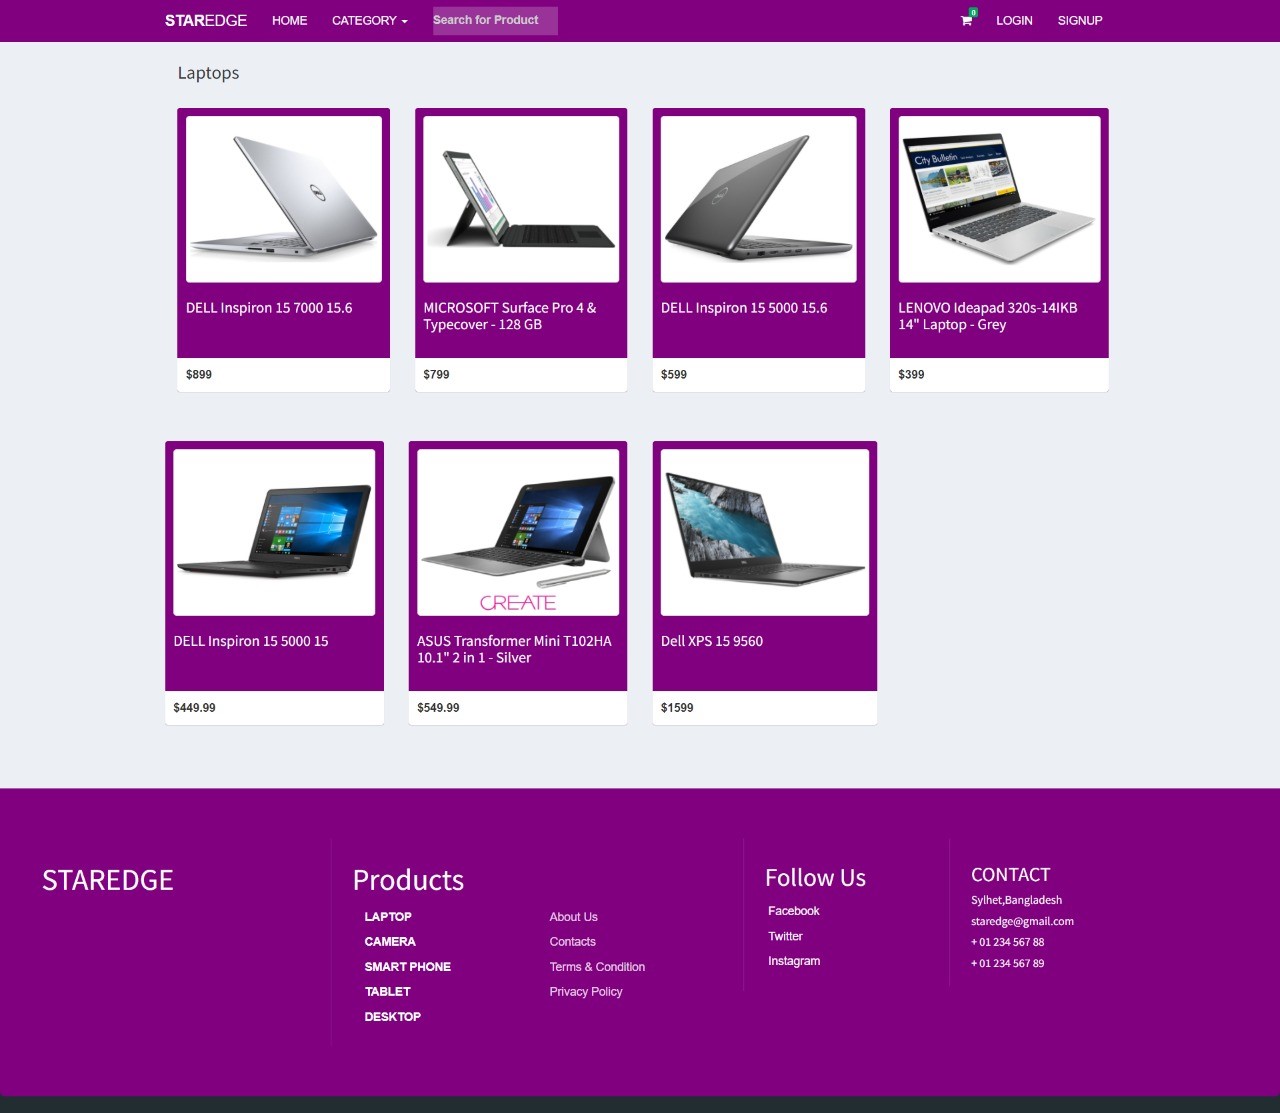 STAREDGE HOME CATEGORY Search for Product 0 LOGIN SIGNUP
Laptops
City Bulletin
DELL Inspiron 15 7000 15.6
MICROSOFT Surface Pro 4 &
Typecover - 128 GB
DELL Inspiron 15 5000 15.6
LENOVO Ideapad 320s-14IKB
14" Laptop - Grey
$899
$799
$599
$399
CREATE
DELL Inspiron 15 5000 15
ASUS Transformer Mini T102HA
10.1" 2 in 1 - Silver
Dell XPS 15 9560
$449.99
$549.99
$1599
STAREDGE
Products
LAPTOP
CAMERA
SMART PHONE
TABLET
DESKTOP
About Us
Contacts
Terms & Condition
Privacy Policy
Follow Us
Facebook
Twitter
Instagram
CONTACT
Sylhet,Bangladesh
staredge@gmail.com
+ 01 234 567 88
+ 01 234 567 89